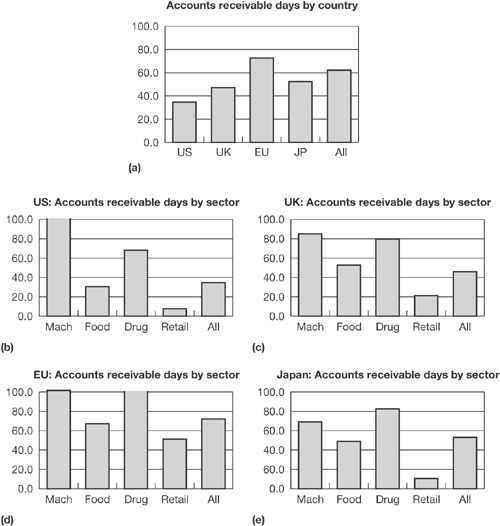 Accounts receivable days by country
100.0
80.0
60.0
40.0
20.0
0.0
US UK EU JP All
(a)
US: Accounts receivable days by sector
100.0
80.0
60.0
40.0
20.0
0.0
Mach Food Drug Retail All
(b)
UK: Accounts receivable days by sector
100.0
80.0
60.0
40.0
20.0
0.0
Mach Food Drug Retail All
(c)
EU: Accounts receivable days by sector
100.0
80.0
60.0
40.0
20.0
60.0
Mach Food Drug Retail All
(d)
Japan: Accounts receivable days by sector
100.0
80.0
60.0
40.0
20.0
60.0
Mach Food Drug Retail All
(e)